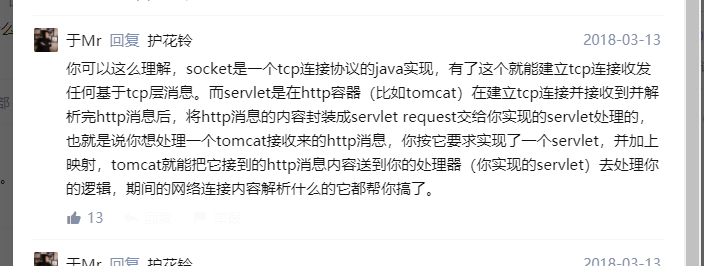 于Mr 回复 护花铃 2018-03-13
你可以这么理解，socket是一个tcp连接协议的java实现，有了这个就能建立tcp连接收发
任何基于tcp层消息。而servlet是在http容器（比如tomcat）在建立tcp连接并接收到并解
析完http消息后，将http消息的内容封装成servlet request交给你实现的servlet处理的，
也就是说你想处理一个tomcat接收来的http消息，你按它要求实现了一个servlet，并加上
映射，tomcat就能把它接到的http消息内容送到你的处理器（你实现的servlet）去处理你
的逻辑，期间的网络连接内容解析什么的它都帮你搞了。
13
于Mr 回复 护花铃 2018-03-13